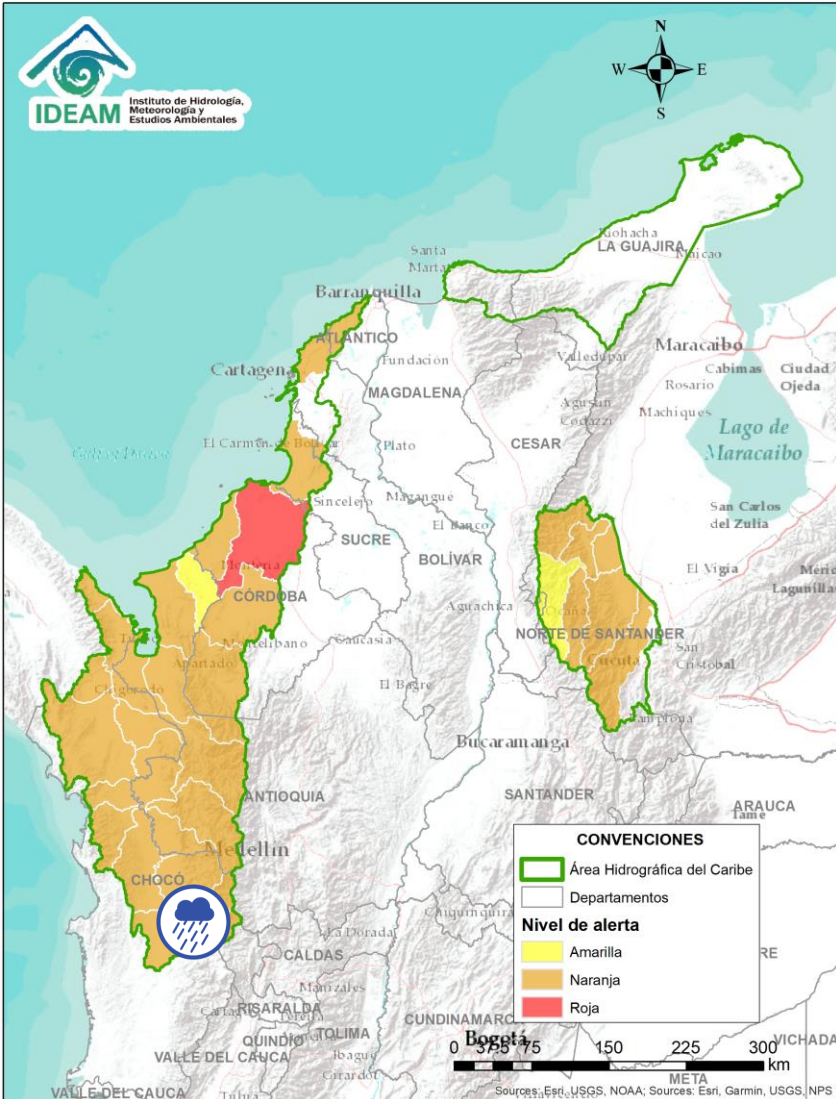 IDEAM
Instituto de Hidrología,
Meteorología y
Estudios Ambientales
N
W
E
S
Riohacha
LA GUAJIRA
Maicao
Santa
Marta
Barranquilla
ATLÁNTICO
Cartagena
Fundación
Valledupar
Maracaibo
Cabimas
Ciudad
Ojeda
Rosario
MAGDALENA
Agustín
Codazzi
Machiques
El Carmen de Bolívar
Plato
CESAR
Lago de
Maracaibo
Sincelejo
Magangué
San Carlos
del Zulia
El Banco
SUCRE
BOLÍVAR
El Vigía
Montería
CÓRDOBA
Aguachica
Ocaña
Lagunillas
NORTE DE SANTANDER
San
Cristóbal
Montelíbano
Caucasia
Apartadó
Cúcuta
Chigorodó
El Bagre
Pamplona
Bucaramanga
ANTIOQUIA
SANTANDER
ARAUCA
Tame
Medellín
CHOCÓ
CONVENCIONES
Área Hidrográfica del Caribe
Departamentos
Nivel de alerta
Amarilla
Naranja
Roja
Chiquinquirá
La Dorada
CALDAS
Manizales
RISARALDA
Pereira
CUNDINAMARC
QUINDÍO
TOLIMA
Bogotá
VICHADA
VALLE DEL CAUCA
Ibagué
Girardot
0 37,5 75 150 225 300
km
META
VALLE DEL CAUCA
Tuluá
Sources: Esri, USGS, NOAA; Sources: Esri, Garmin, USGS, NPS